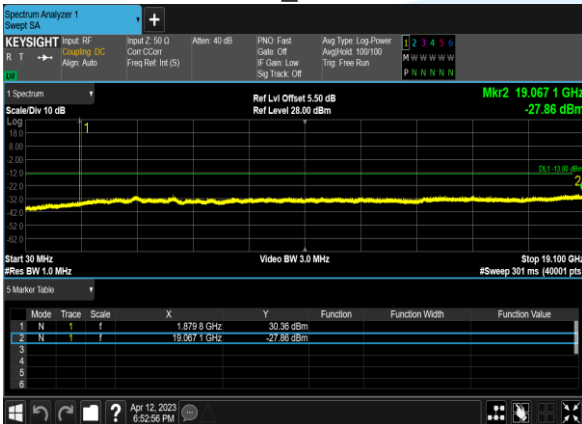 Spectrum Analyzer 1
Swept SA
+
KEYSIGHT
R T
LXI
Input: RF
Coupling: DC
Align: Auto
Input Z: 50 Ω
Corr CCorr
Freq Ref: Int (S)
Atten: 40 dB
PNO: Fast
Gate: Off
IF Gain: Low
Sig Track: Off
Avg Type: Log-Power
Avg|Hold: 100/100
Trig: Free Run
1 2 3 4 5 6
M W W W W W
P N N N N N
1 Spectrum
Scale/Div 10 dB
Ref Lvl Offset 5.50 dB
Ref Level 28.00 dBm
Mkr2 19.067 1 GHz
-27.86 dBm
Log
18.0
8.00
-2.00
-12.0
-22.0
-32.0
-42.0
-52.0
-62.0
1
DL1 -13.00 dBm
2
Start 30 MHz
#Res BW 1.0 MHz
Video BW 3.0 MHz
Stop 19.100 GHz
#Sweep 301 ms (40001 pts)
5 Marker Table
Mode Trace Scale X Y Function Function Width Function Value
1 N 1 f 1.879 8 GHz 30.36 dBm
2 N 1 f 19.067 1 GHz -27.86 dBm
3
4
5
6
?
Apr 12, 2023
6:52:56 PM